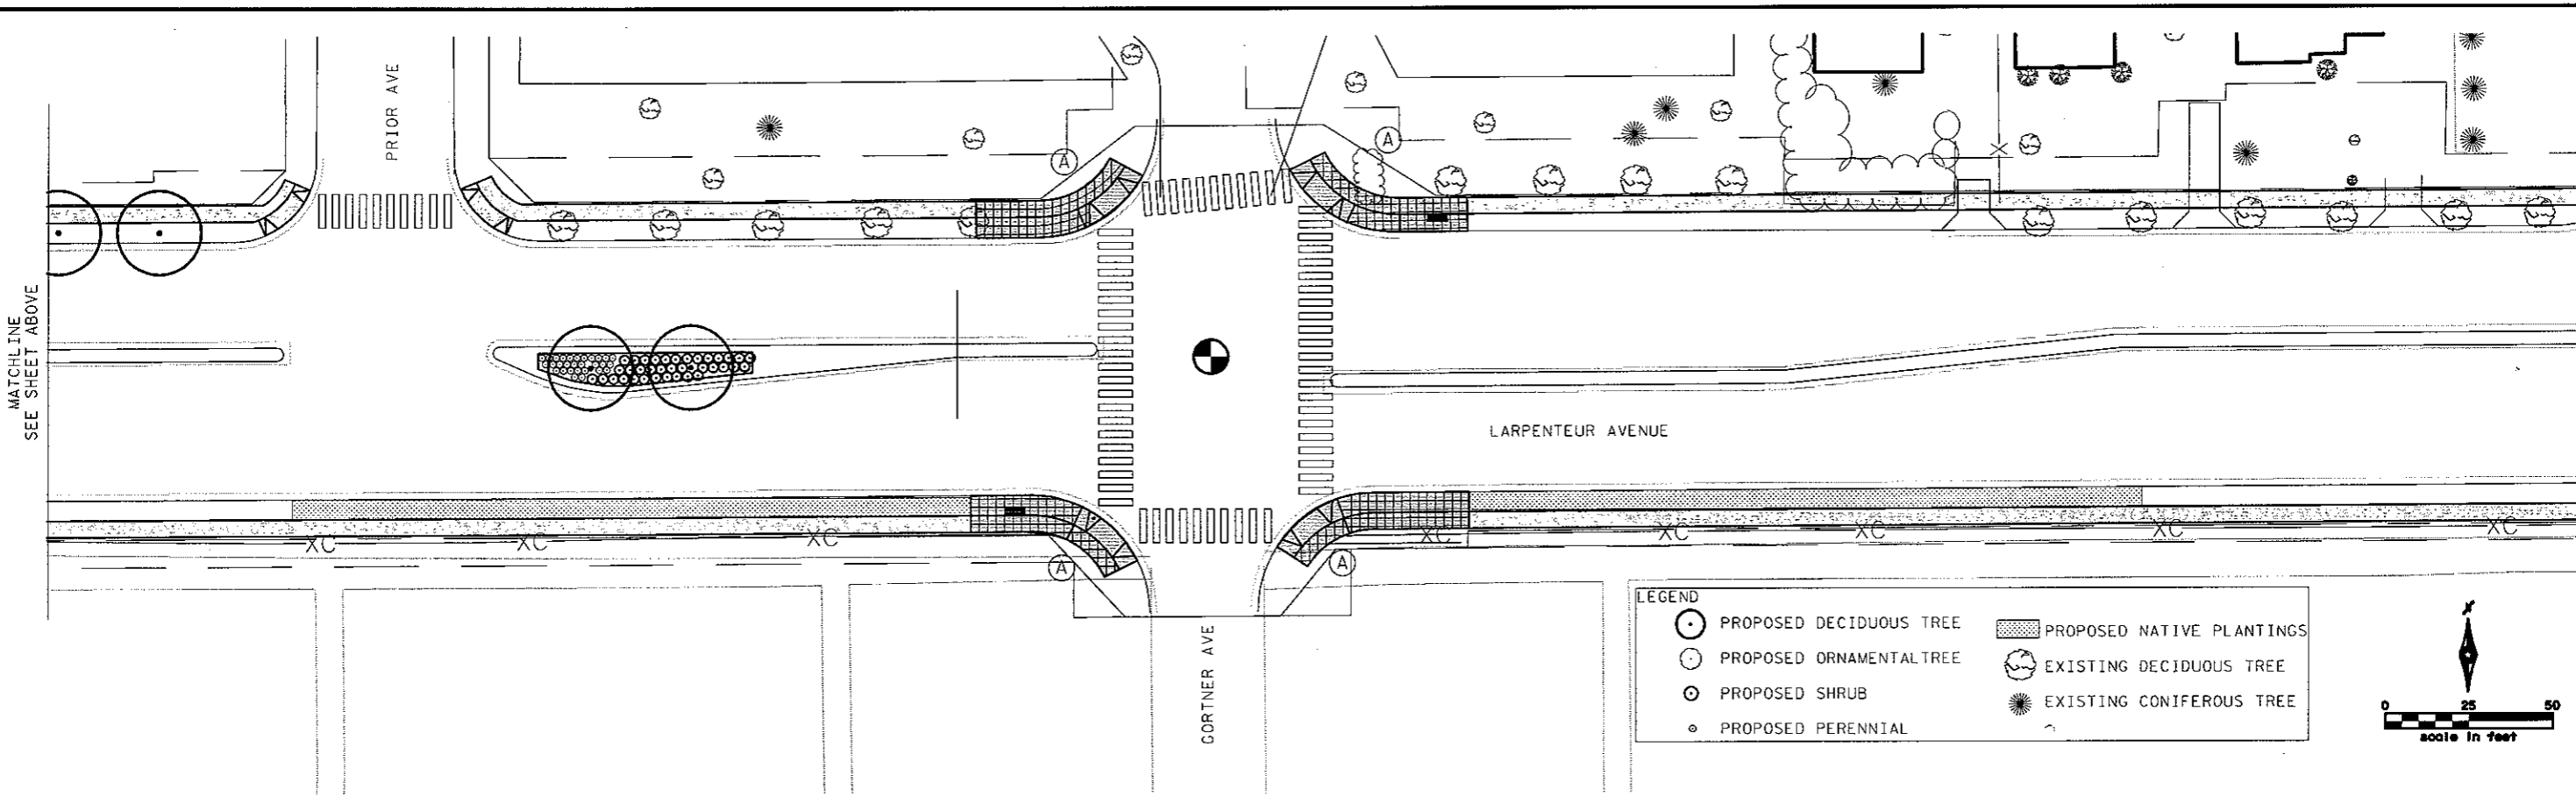 PRIOR AVE
A
A
MATCHLINE
SEE SHEET ABOVE
LARPENTEUR AVENUE
XC
XC
XC
XC
XC
XC
XC
XC
A
A
GORTNER AVE
LEGEND
PROPOSED DECIDUOUS TREE
PROPOSED ORNAMENTAL TREE
PROPOSED SHRUB
PROPOSED PERENNIAL
PROPOSED NATIVE PLANTINGS
EXISTING DECIDUOUS TREE
EXISTING CONIFEROUS TREE
0 25 50
scale in feet